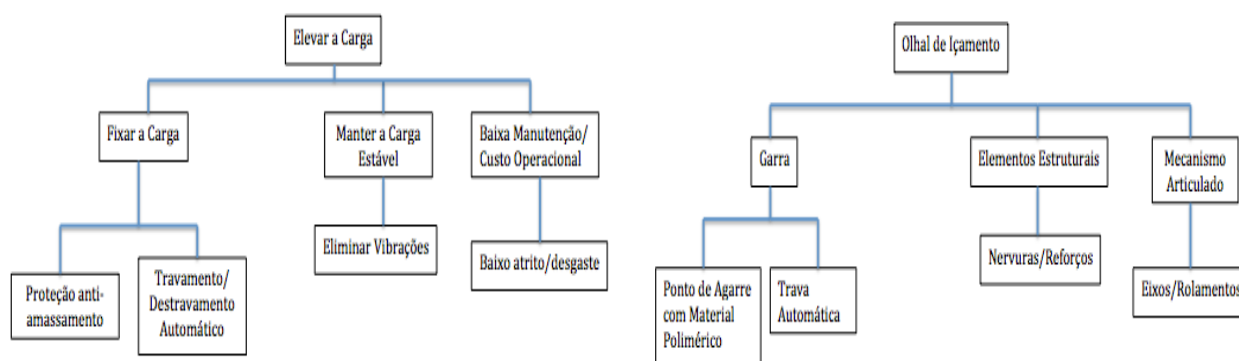 Elevar a Carga
Fixar a Carga
Manter a Carga
Estável
Baixa Manutenção/
Custo Operacional
Proteção anti-
amassamento
Travamento/
Destravamento
Automático
Eliminar Vibrações
Baixo atrito/desgaste
Olhal de Içamento
Garra
Elementos Estruturais
Mecanismo
Articulado
Ponto de Agarre
com Material
Polimérico
Trava
Automática
Nervuras/Reforços
Eixos/Rolamentos